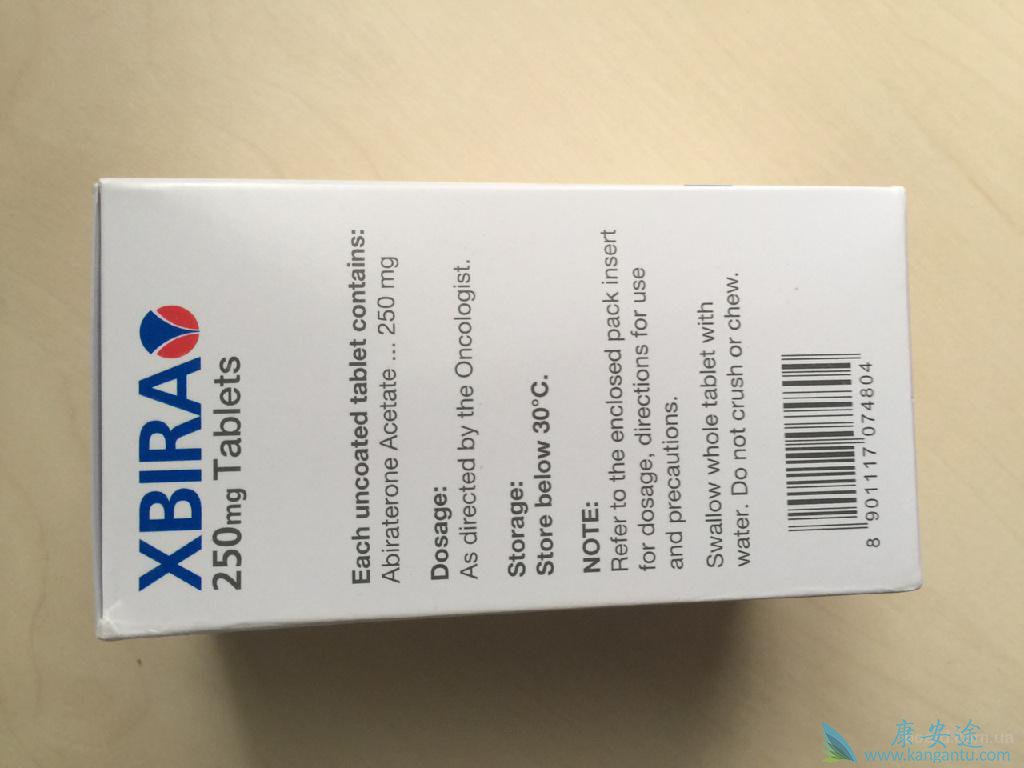 XBIRA
250mg Tablets
Each uncoated tablet contains:
Abiraterone Acetate ... 250 mg
Dosage:
As directed by the Oncologist.
Storage:
Store below 30°C.
NOTE:
Refer to the enclosed pack insert
for dosage, directions for use
and precautions.
Swallow whole tablet with
water. Do not crush or chew.
8 901117 074804
康安途
www.kangantu.com